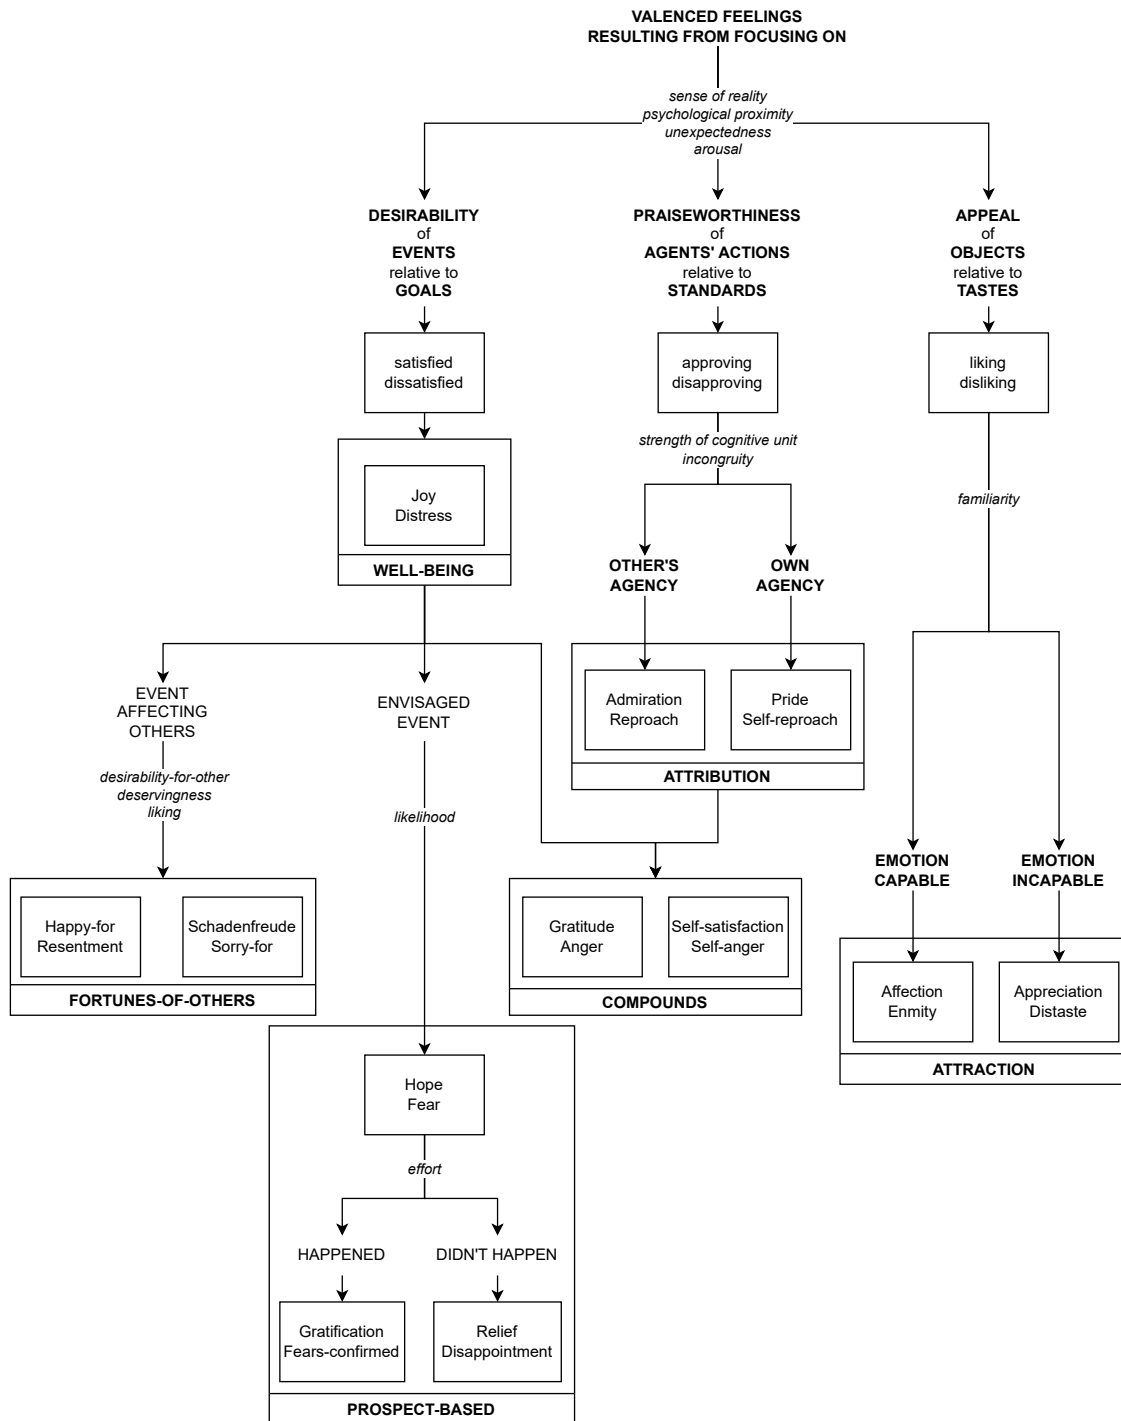 VALENCED FEELINGS
RESULTING FROM FOCUSING ON
sense of reality
psychological proximity
unexpectedness
arousal
DESIRABILITY
of
EVENTS
relative to
GOALS
PRAISEWORTHINESS
of
AGENTS' ACTIONS
relative to
STANDARDS
APPEAL
of
OBJECTS
relative to
TASTES
satisfied
dissatisfied
approving
disapproving
liking
disliking
strength of cognitive unit
incongruity
familiarity
Joy
Distress
WELL-BEING
OTHER'S
AGENCY
OWN
AGENCY
EVENT
AFFECTING
OTHERS
ENVISAGED
EVENT
Admiration
Reproach
Pride
Self-reproach
ATTRIBUTION
desirability-for-other
deservingness
liking
likelihood
EMOTION
CAPABLE
EMOTION
INCAPABLE
Happy-for
Resentment
Schadenfreude
Sorry-for
FORTUNES-OF-OTHERS
Gratitude
Anger
Self-satisfaction
Self-anger
COMPOUNDS
Affection
Enmity
Appreciation
Distaste
ATTRACTION
Hope
Fear
effort
HAPPENED
DIDN'T HAPPEN
Gratification
Fears-confirmed
Relief
Disappointment
PROSPECT-BASED